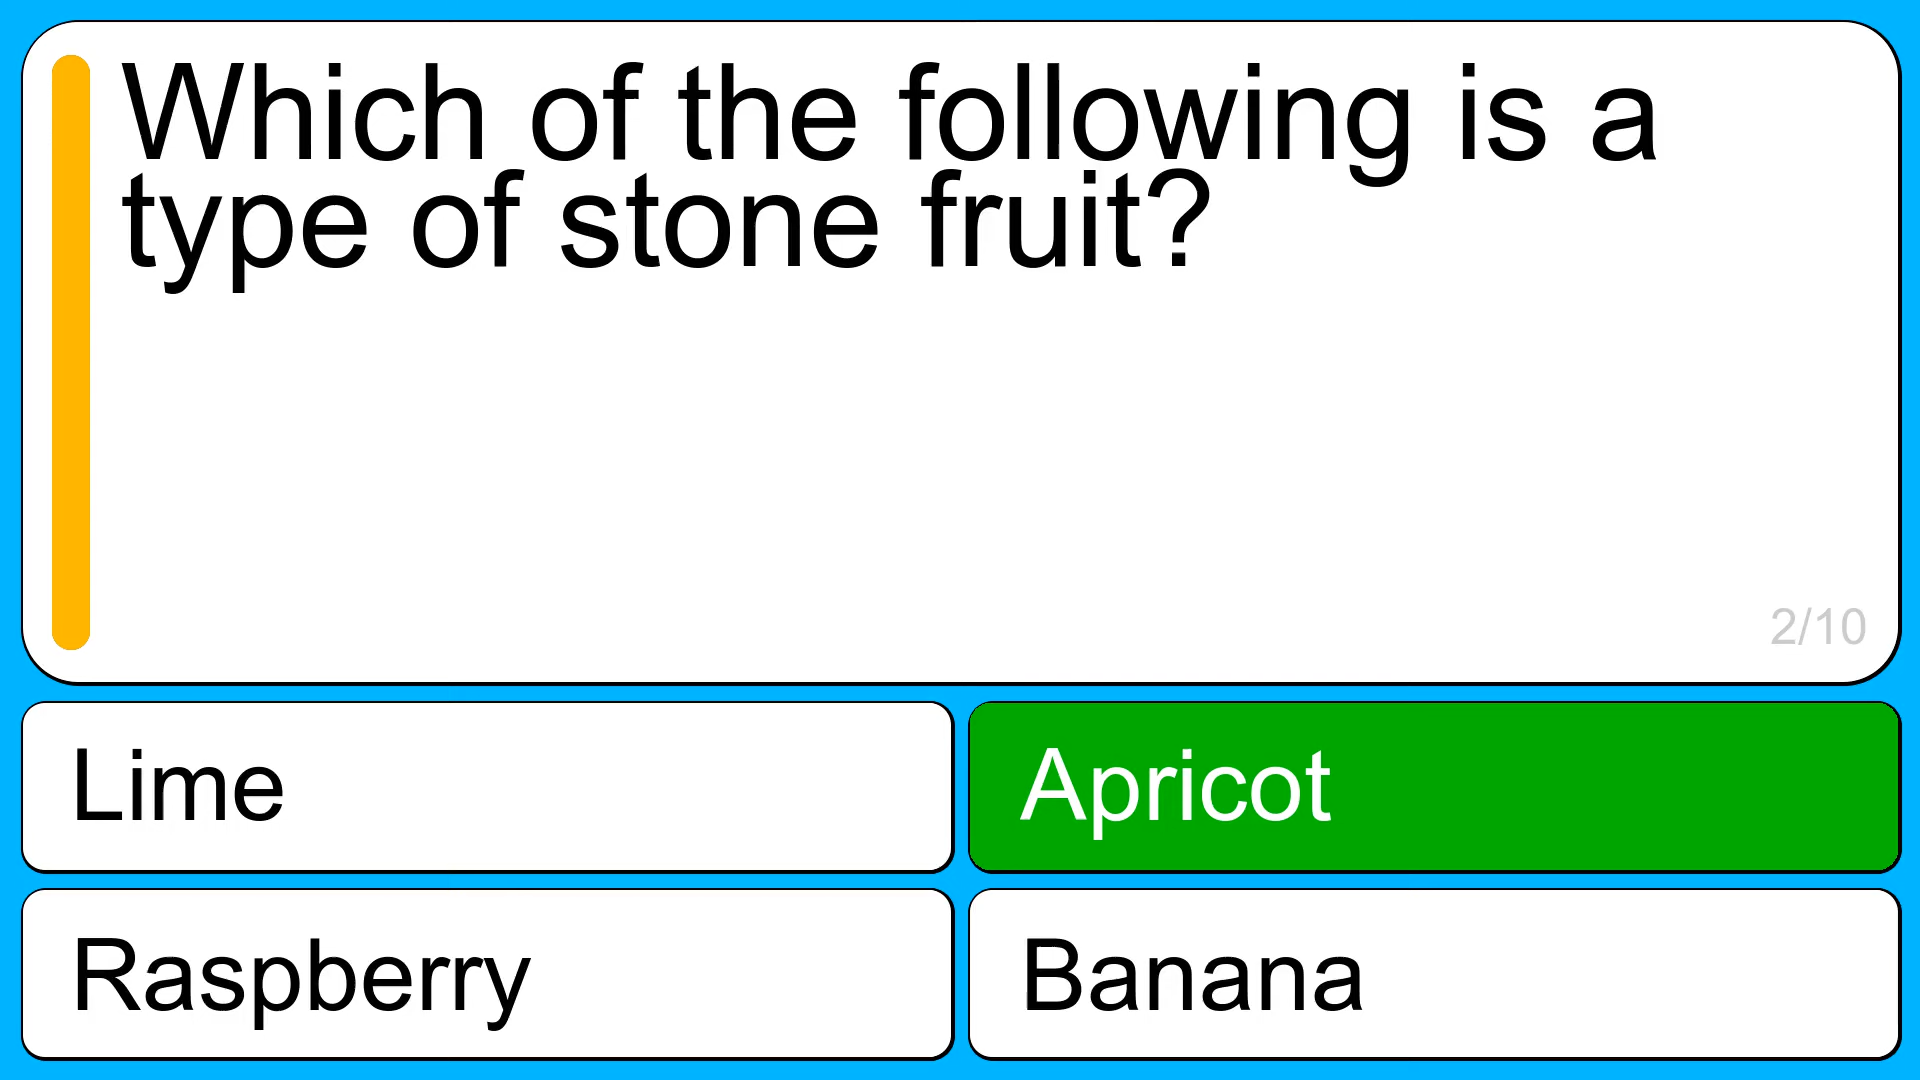 Which of the following is a
type of stone fruit?
2/10
Lime
Apricot
Raspberry
Banana